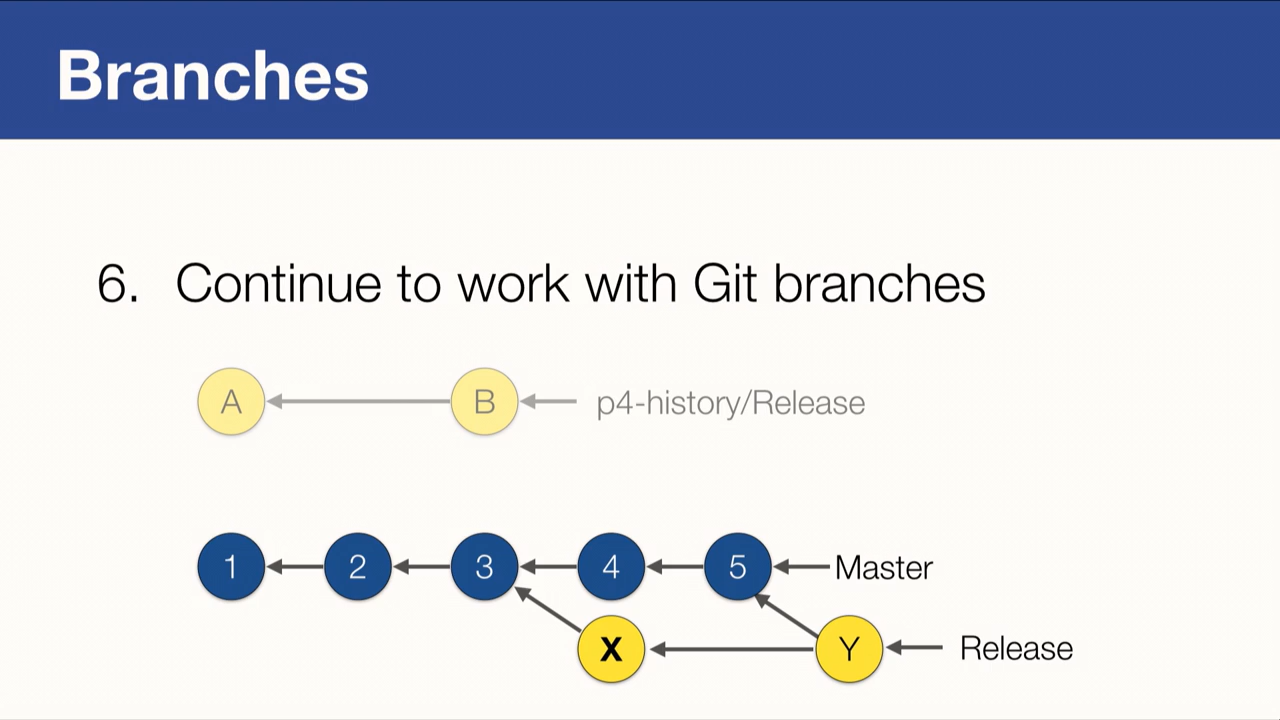 Branches
6. Continue to work with Git branches
A B p4-history/Release
1 2 3 4 5 Master
X Y Release